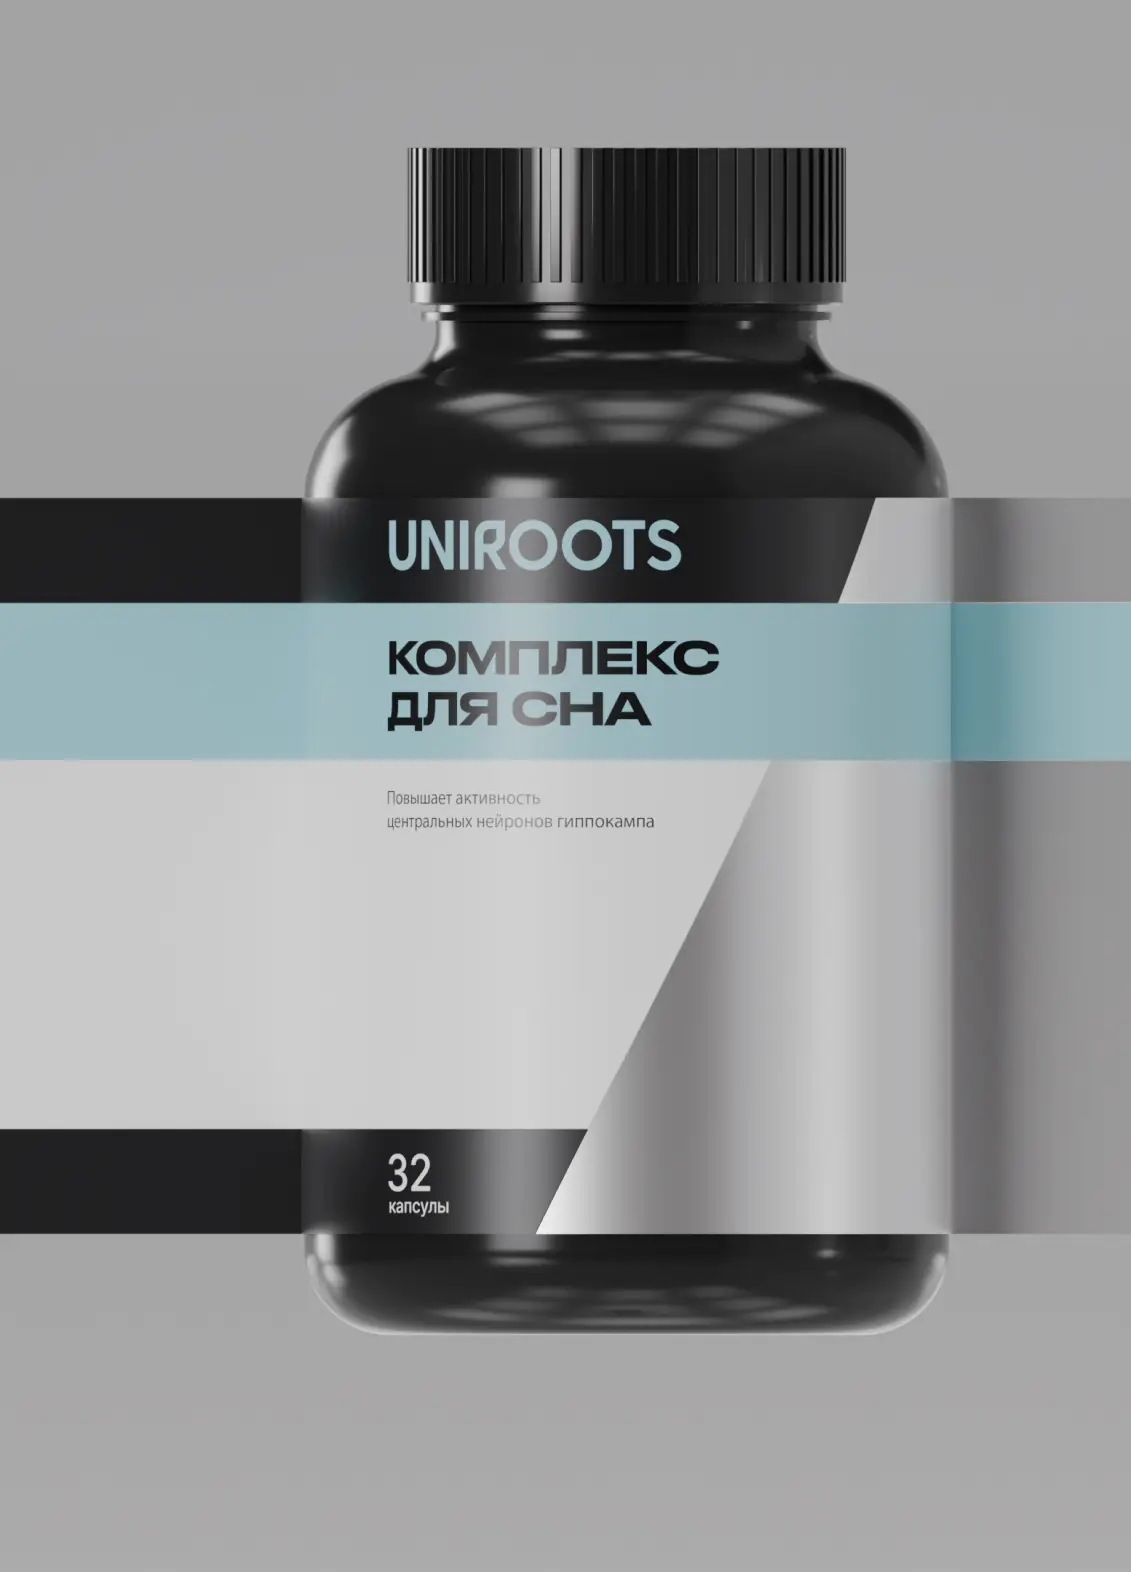 UNIROOTS
КОМПЛЕКС
ДЛЯ СНА
Повышает активность
центральных нейронов гиппокампа
32
капсулы